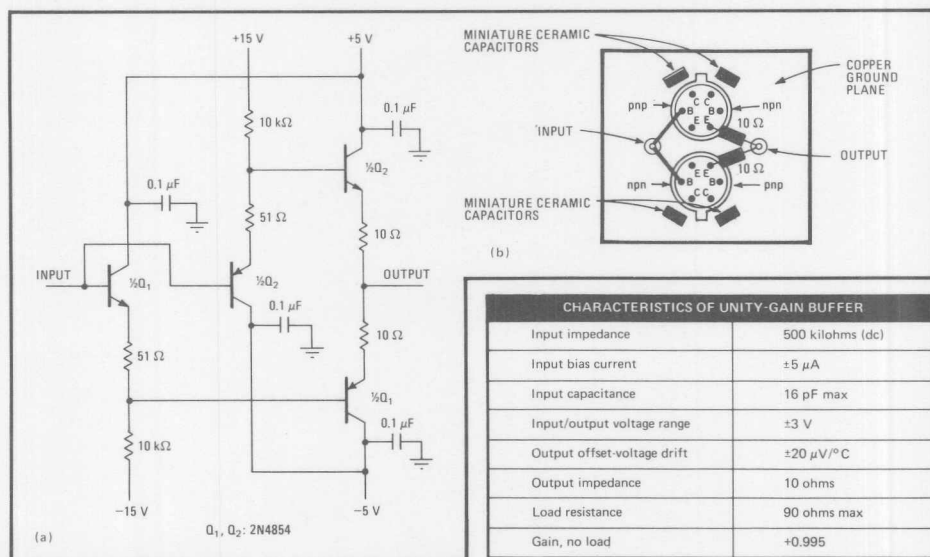 +15 V
+5 V
10 kΩ
0.1 μF
½Q2
0.1 μF
51 Ω
10 Ω
INPUT
½Q1
½Q2
OUTPUT
0.1 μF
10 Ω
51 Ω
½Q1
0.1 μF
10 kΩ
−15 V
−5 V
(a)
Q1, Q2: 2N4854
MINIATURE CERAMIC
CAPACITORS
COPPER
GROUND
PLANE
pnp
C C
B B
E E
npn
10 Ω
INPUT
OUTPUT
10 Ω
npn
E E
B B
C C
pnp
MINIATURE CERAMIC
CAPACITORS
(b)
CHARACTERISTICS OF UNITY-GAIN BUFFER
Input impedance 500 kilohms (dc)
Input bias current ±5 μA
Input capacitance 16 pF max
Input/output voltage range ±3 V
Output offset-voltage drift ±20 μV/°C
Output impedance 10 ohms
Load resistance 90 ohms max
Gain, no load +0.995